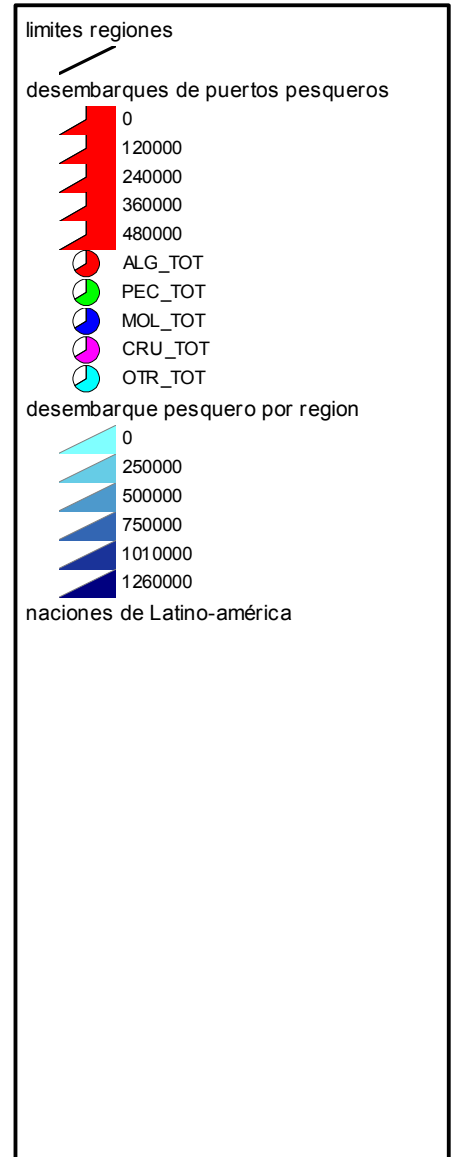 limites regiones
desembarques de puertos pesqueros
0
120000
240000
360000
480000
ALG_TOT
PEC_TOT
MOL_TOT
CRU_TOT
OTR_TOT
desembarque pesquero por region
0
250000
500000
750000
1010000
1260000
naciones de Latino-américa